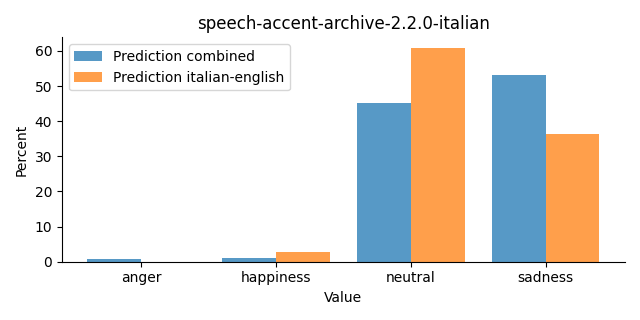 speech-accent-archive-2.2.0-italian
Prediction combined
Prediction italian-english
Percent
60
50
40
30
20
10
0
anger happiness neutral sadness
Value